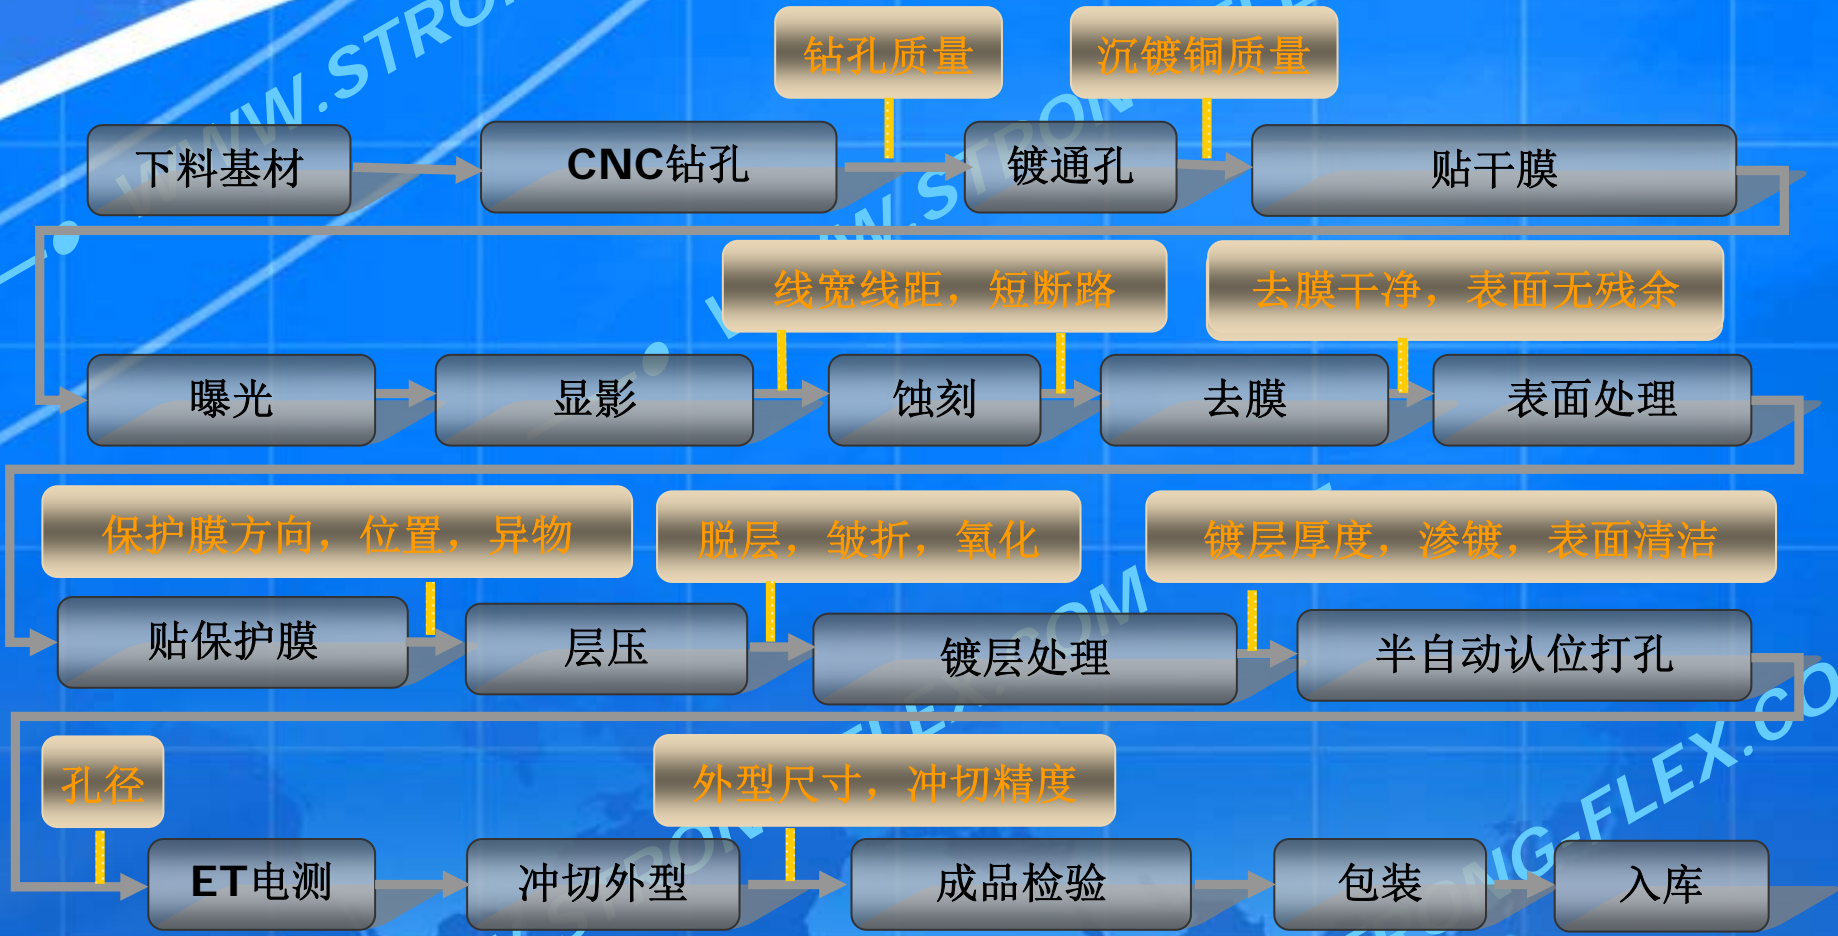 钻孔质量
沉镀铜质量
下料基材
CNC钻孔
镀通孔
贴干膜
线宽线距，短断路
去膜干净，表面无残余
曝光
显影
蚀刻
去膜
表面处理
保护膜方向，位置，异物
脱层，皱折，氧化
镀层厚度，渗镀，表面清洁
贴保护膜
层压
镀层处理
半自动认位打孔
孔径
外型尺寸，冲切精度
ET电测
冲切外型
成品检验
包装
入库